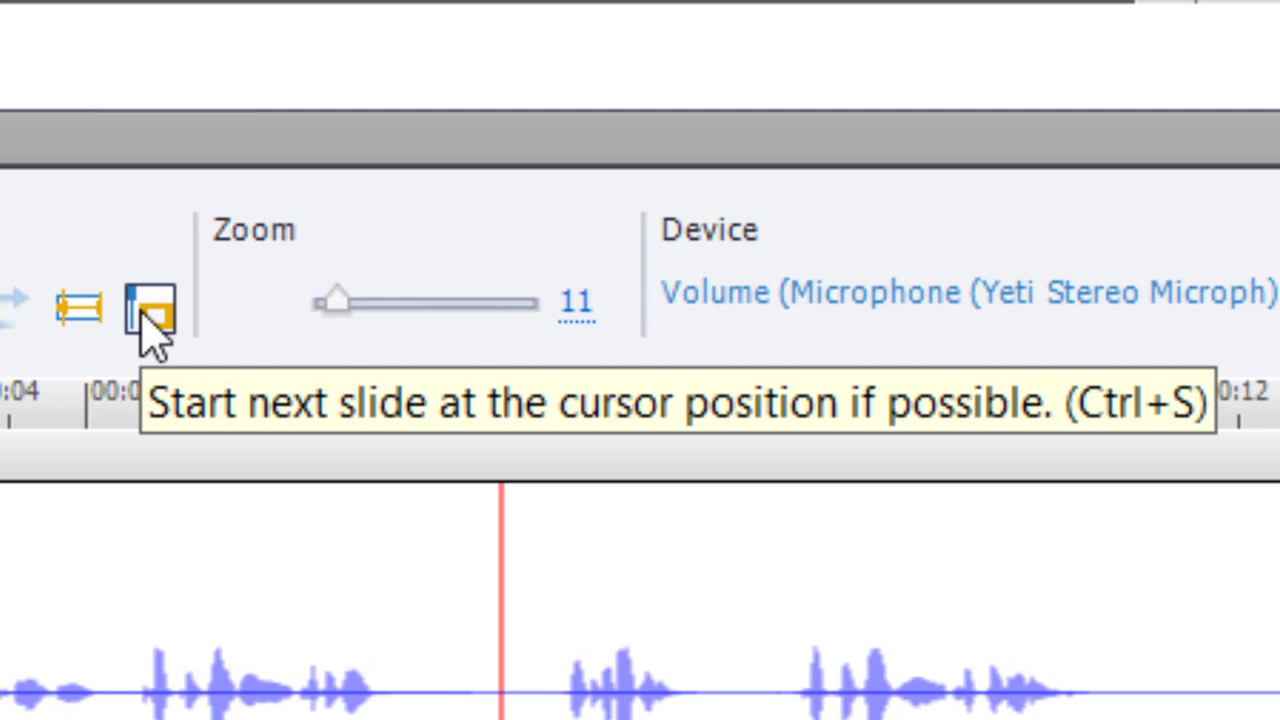 Zoom
Device
11
Volume (Microphone (Yeti Stereo Microph)
:04
00:0
0:12
Start next slide at the cursor position if possible. (Ctrl+S)